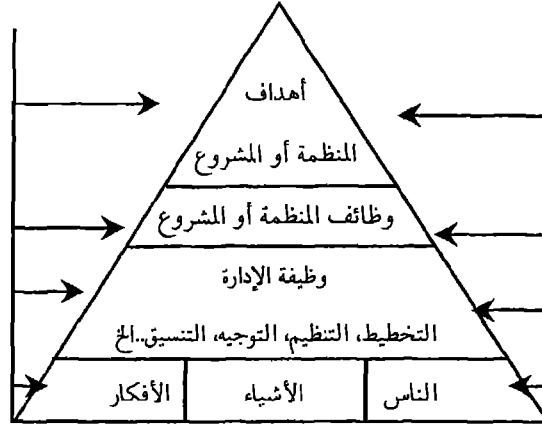 أهداف
المنظمة أو المشروع
وظائف المنظمة أو المشروع
وظيفة الإدارة
التخطيط، التنظيم، التوجيه، التنسيق..الخ
الناس الأشياء الأفكار